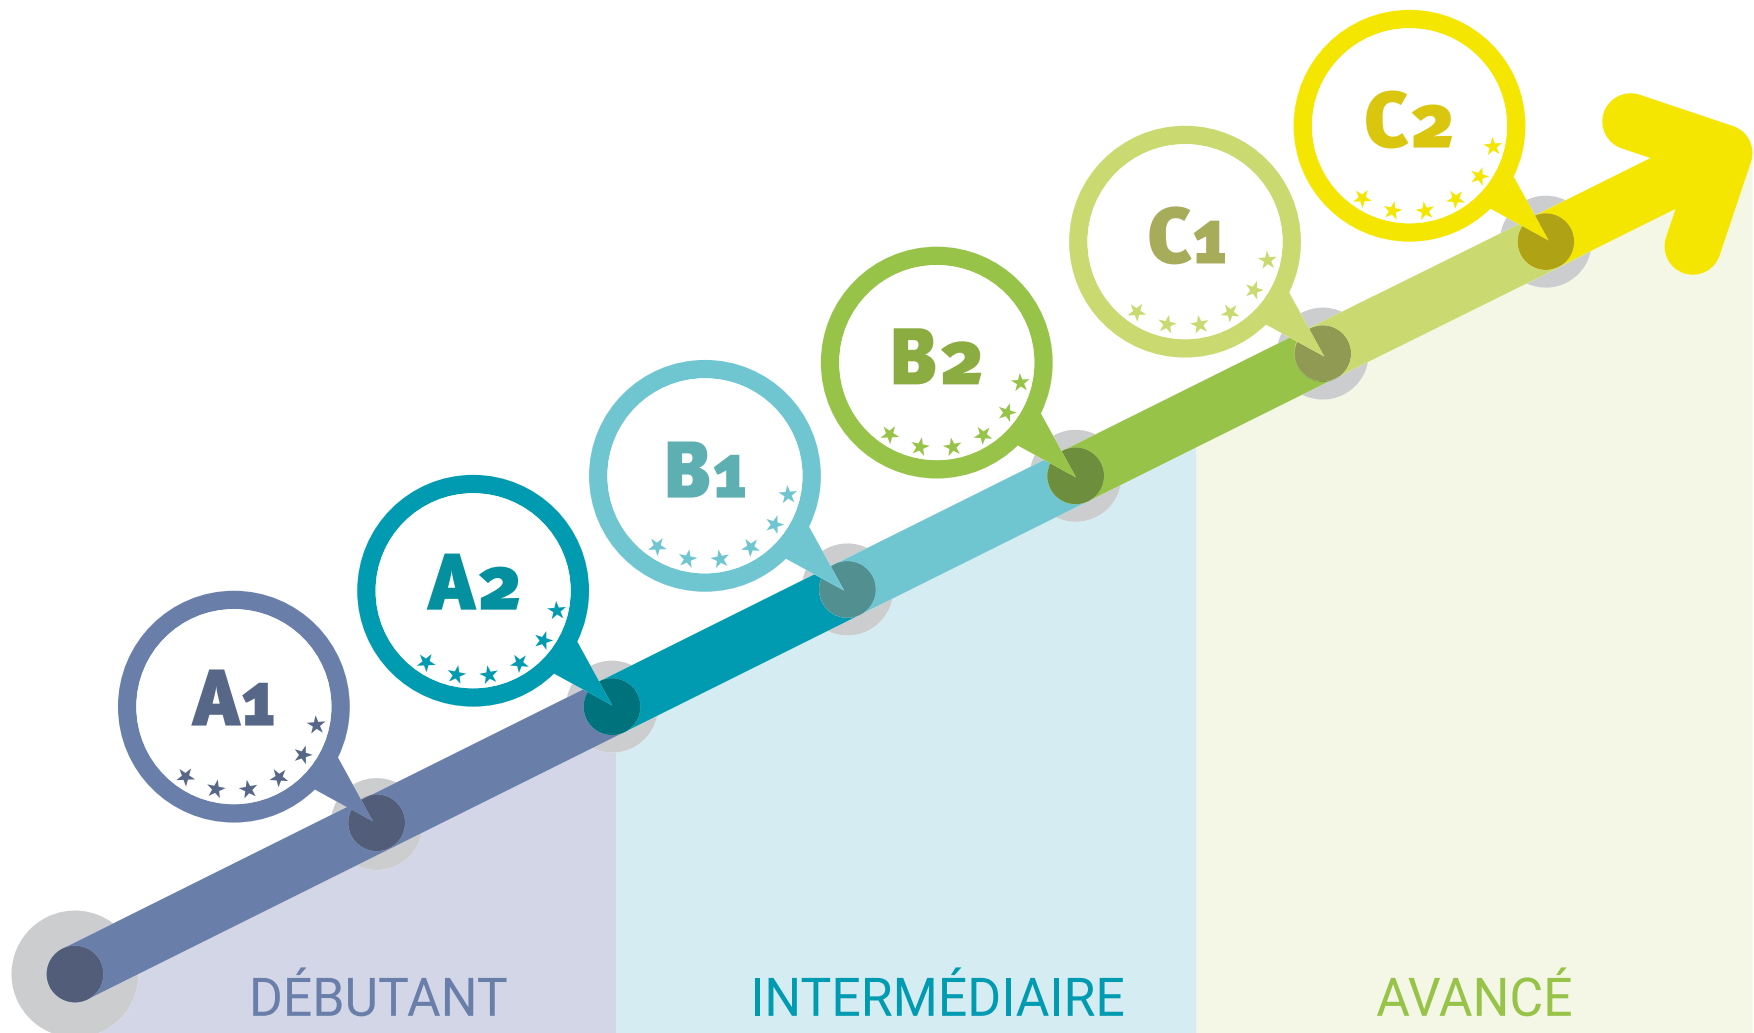 A1
A2
B1
B2
C1
C2
DÉBUTANT
INTERMÉDIAIRE
AVANCÉ